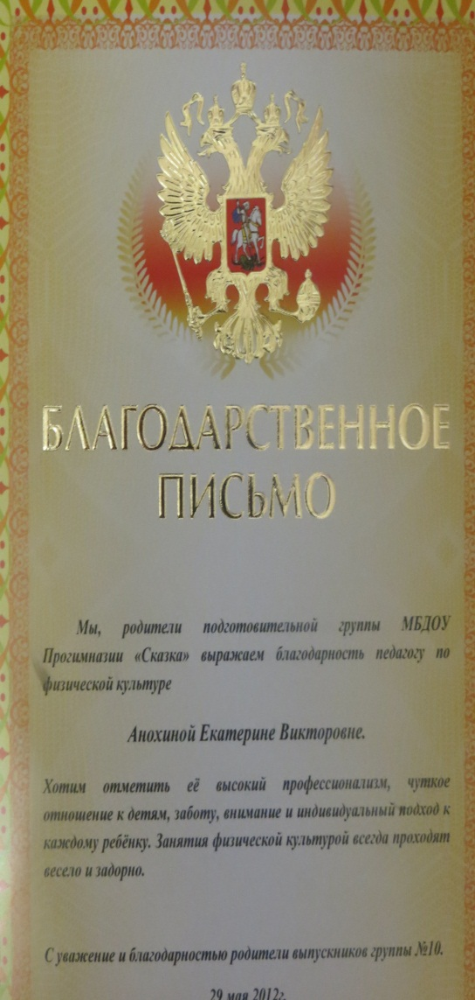 БЛАГОДАРСТВЕННОЕ
ПИСЬМО
Мы, родители подготовительной группы МБДОУ
Прогимназии «Сказка» выражаем благодарность педагогу по
физической культуре
Анохиной Екатерине Викторовне.
Хотим отметить её высокий профессионализм, чуткое
отношение к детям, заботу, внимание и индивидуальный подход к
каждому ребёнку. Занятия физической культурой всегда проходят
весело и задорно.
С уважение и благодарностью родители выпускников группы №10.
29 мая 2012г.